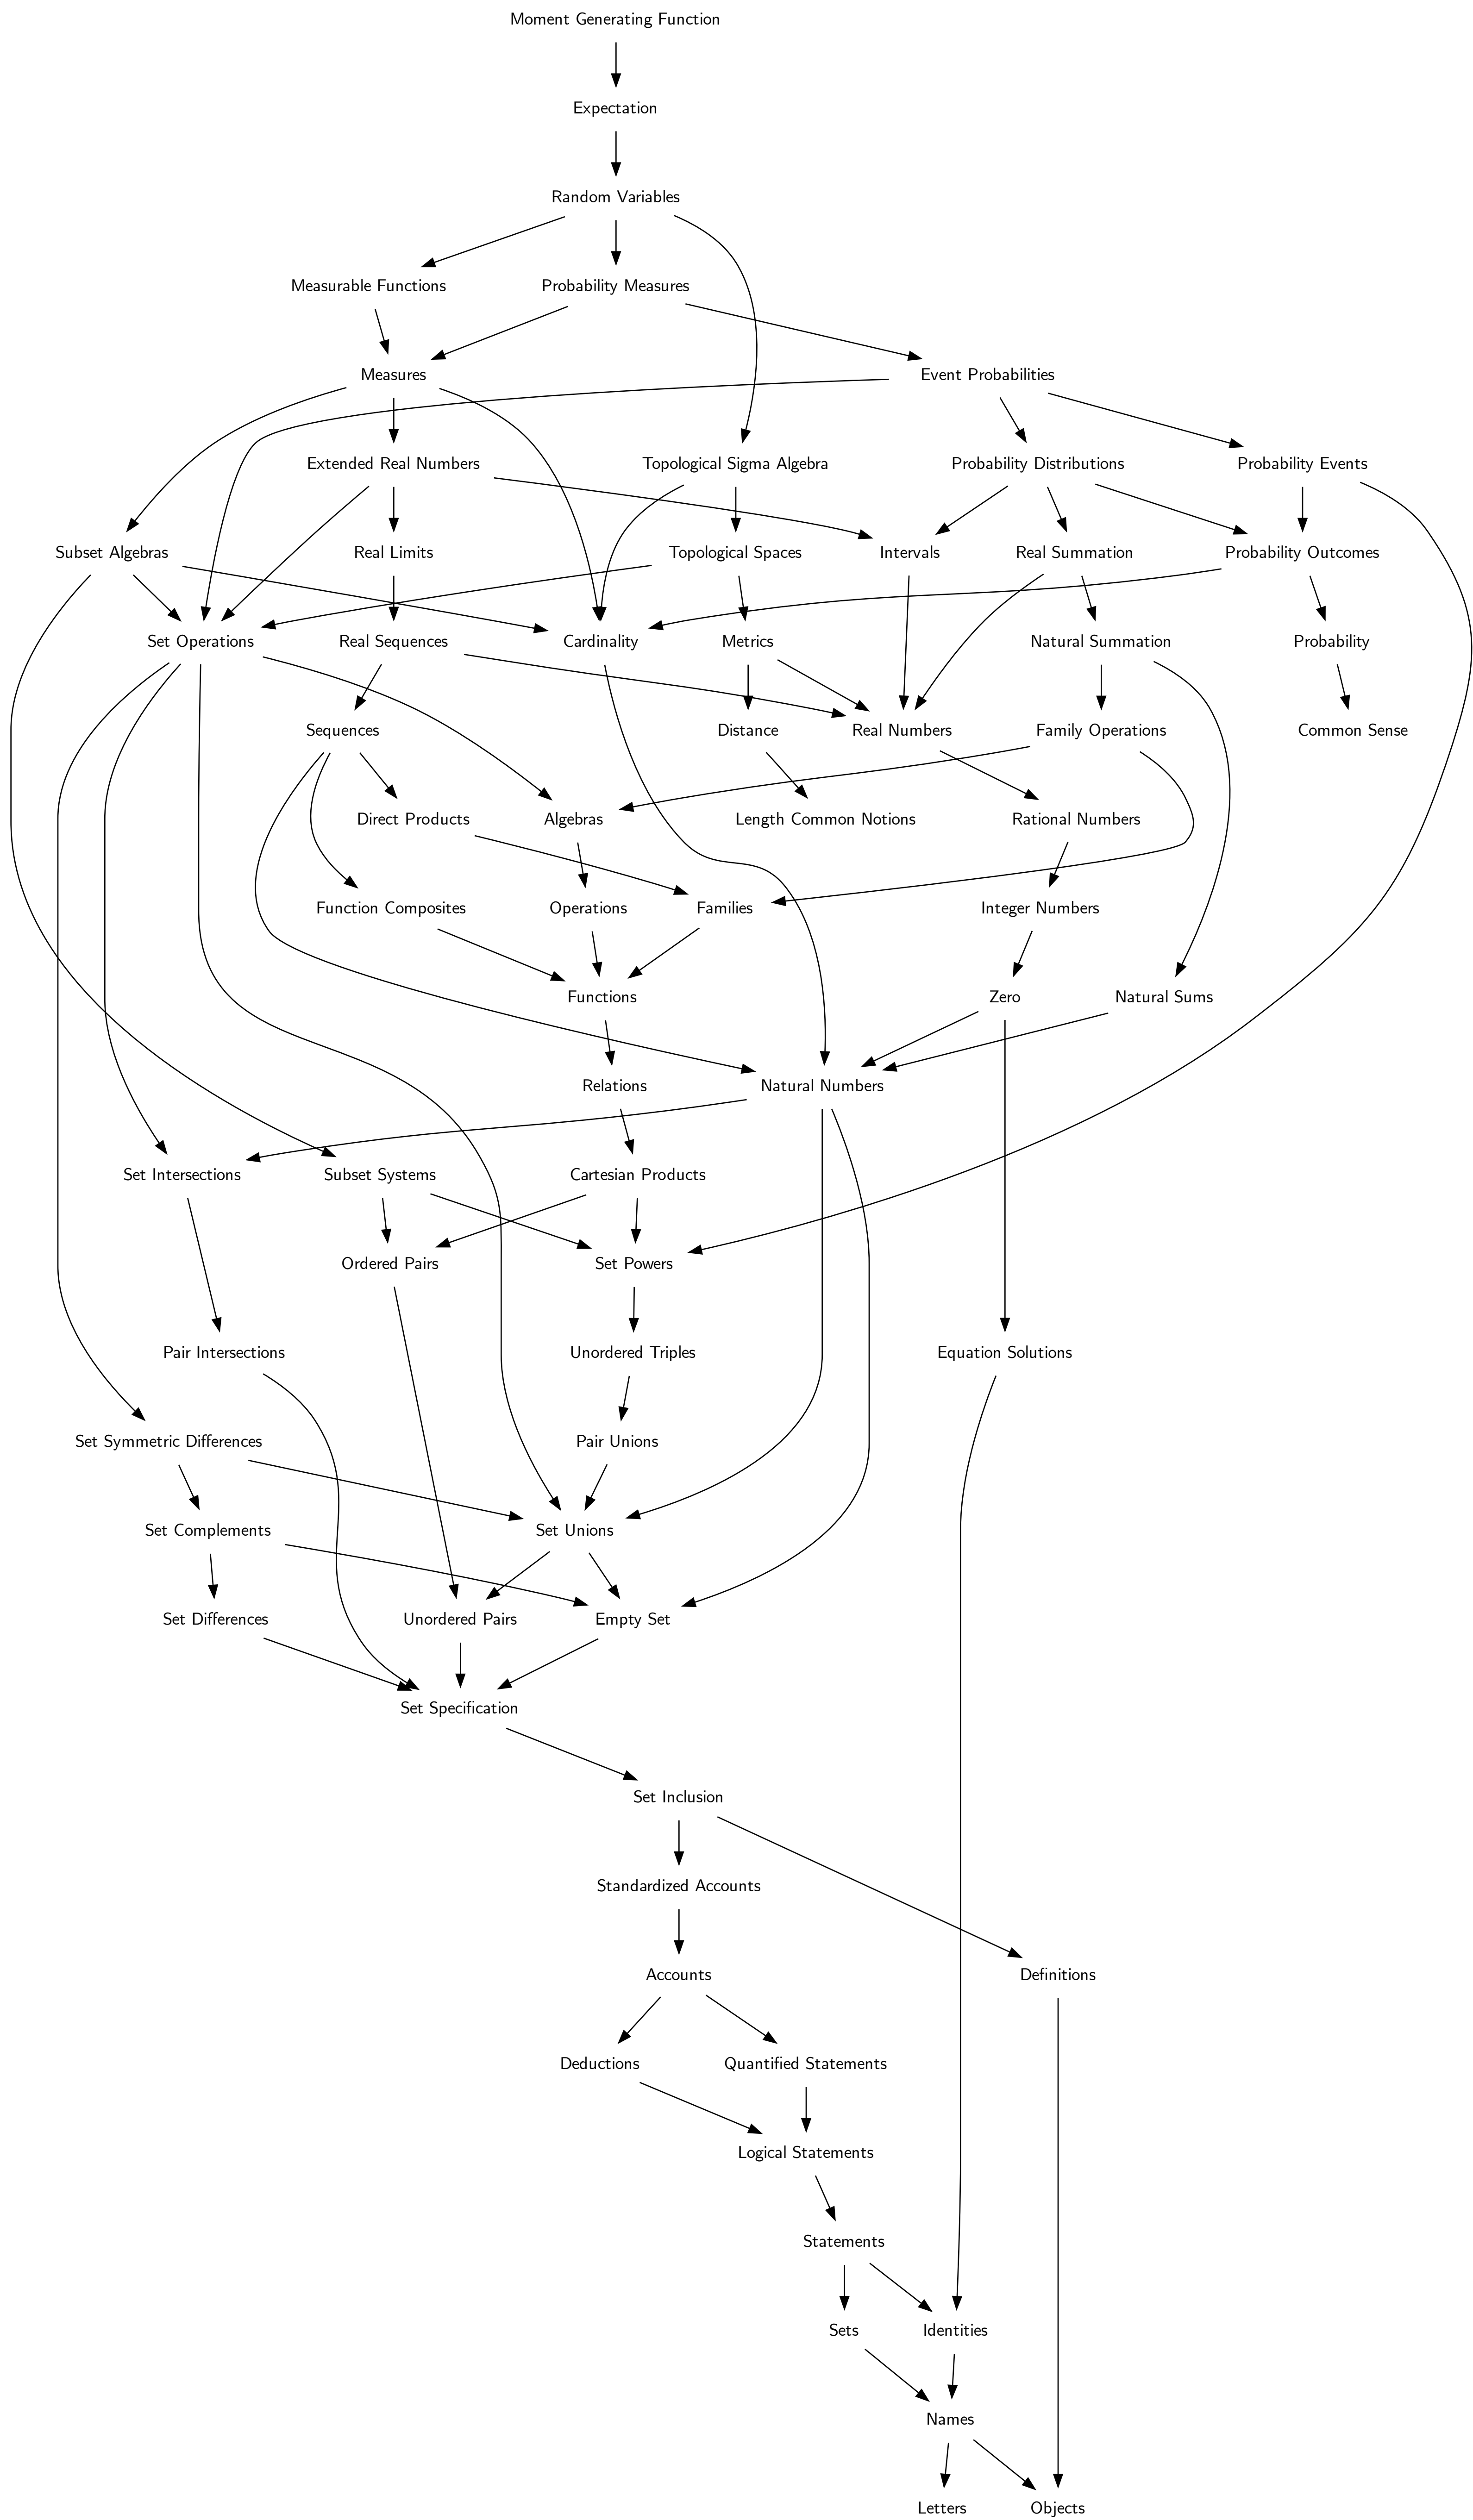 Moment Generating Function
Expectation
Random Variables
Measurable Functions
Probability Measures
Measures
Event Probabilities
Extended Real Numbers
Topological Sigma Algebra
Probability Distributions
Probability Events
Subset Algebras
Real Limits
Topological Spaces
Intervals
Real Summation
Probability Outcomes
Set Operations
Real Sequences
Cardinality
Metrics
Natural Summation
Probability
Sequences
Distance
Real Numbers
Family Operations
Common Sense
Direct Products
Algebras
Length Common Notions
Rational Numbers
Function Composites
Operations
Families
Integer Numbers
Functions
Zero
Natural Sums
Relations
Natural Numbers
Set Intersections
Subset Systems
Cartesian Products
Ordered Pairs
Set Powers
Pair Intersections
Unordered Triples
Equation Solutions
Set Symmetric Differences
Pair Unions
Set Complements
Set Unions
Set Differences
Unordered Pairs
Empty Set
Set Specification
Set Inclusion
Standardized Accounts
Accounts
Definitions
Deductions
Quantified Statements
Logical Statements
Statements
Sets
Identities
Names
Letters
Objects